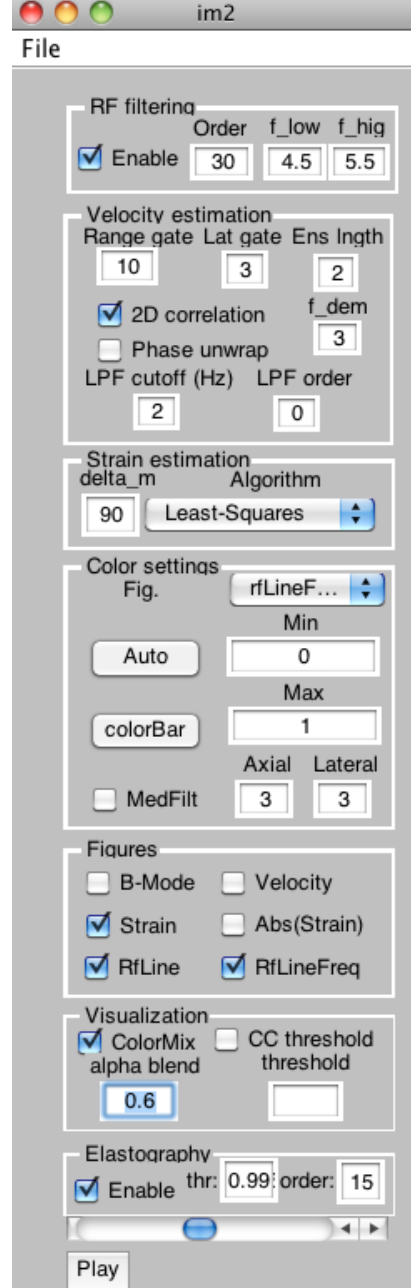 im2
File
RF filtering
Order f_low f_hig
Enable 30 4.5 5.5
Velocity estimation
Range gate Lat gate Ens lngth
10 3 2
2D correlation f_dem
Phase unwrap 3
LPF cutoff (Hz) LPF order
2 0
Strain estimation
delta_m Algorithm
90 Least-Squares
Color settings
Fig. rfLineF...
Min
Auto 0
Max
colorBar 1
Axial Lateral
MedFilt 3 3
Figures
B-Mode Velocity
Strain Abs(Strain)
RfLine RfLineFreq
Visualization
ColorMix CC threshold
alpha blend threshold
0.6
Elastography
Enable thr: 0.99 order: 15
Play